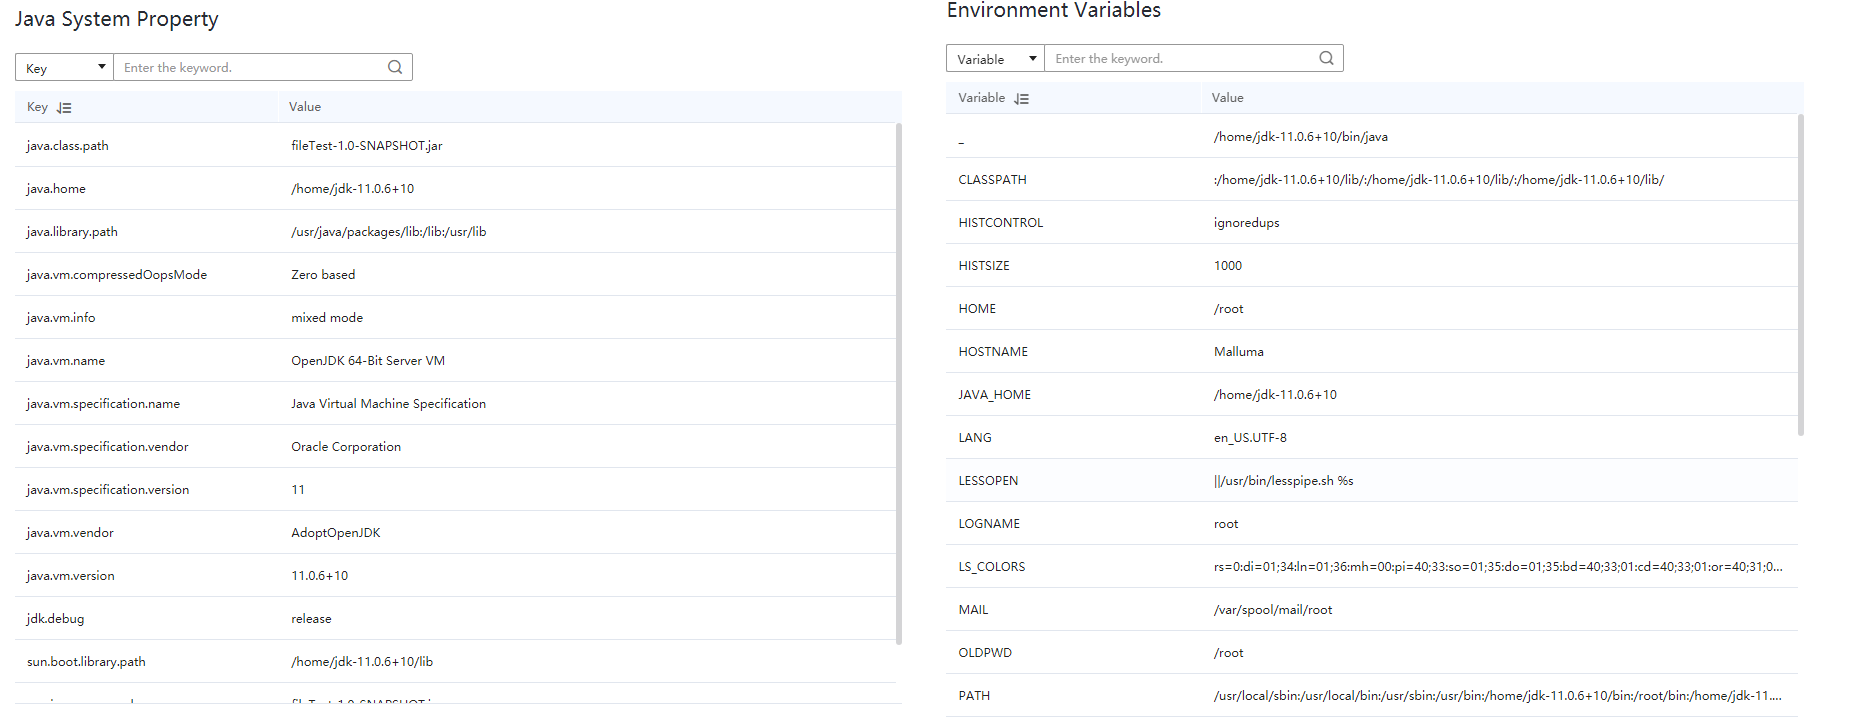 Java System Property
Key Enter the keyword.
Key Value
java.class.path fileTest-1.0-SNAPSHOT.jar
java.home /home/jdk-11.0.6+10
java.library.path /usr/java/packages/lib:/lib:/usr/lib
java.vm.compressedOopsMode Zero based
java.vm.info mixed mode
java.vm.name OpenJDK 64-Bit Server VM
java.vm.specification.name Java Virtual Machine Specification
java.vm.specification.vendor Oracle Corporation
java.vm.specification.version 11
java.vm.vendor AdoptOpenJDK
java.vm.version 11.0.6+10
jdk.debug release
sun.boot.library.path /home/jdk-11.0.6+10/lib
fileTest-1.0-SNAPSHOT.j
Environment Variables
Variable Enter the keyword.
Variable Value
_ /home/jdk-11.0.6+10/bin/java
CLASSPATH :/home/jdk-11.0.6+10/lib/:/home/jdk-11.0.6+10/lib/:/home/jdk-11.0.6+10/lib/
HISTCONTROL ignoredups
HISTSIZE 1000
HOME /root
HOSTNAME Malluma
JAVA_HOME /home/jdk-11.0.6+10
LANG en_US.UTF-8
LESSOPEN ||/usr/bin/lesspipe.sh %s
LOGNAME root
LS_COLORS rs=0:di=01;34:ln=01;36:mh=00:pi=40;33:so=01;35:do=01;35:bd=40;33;01:cd=40;33;01:or=40;31;0...
MAIL /var/spool/mail/root
OLDPWD /root
PATH /usr/local/sbin:/usr/local/bin:/usr/sbin:/usr/bin:/home/jdk-11.0.6+10/bin:/root/bin:/home/jdk-11....